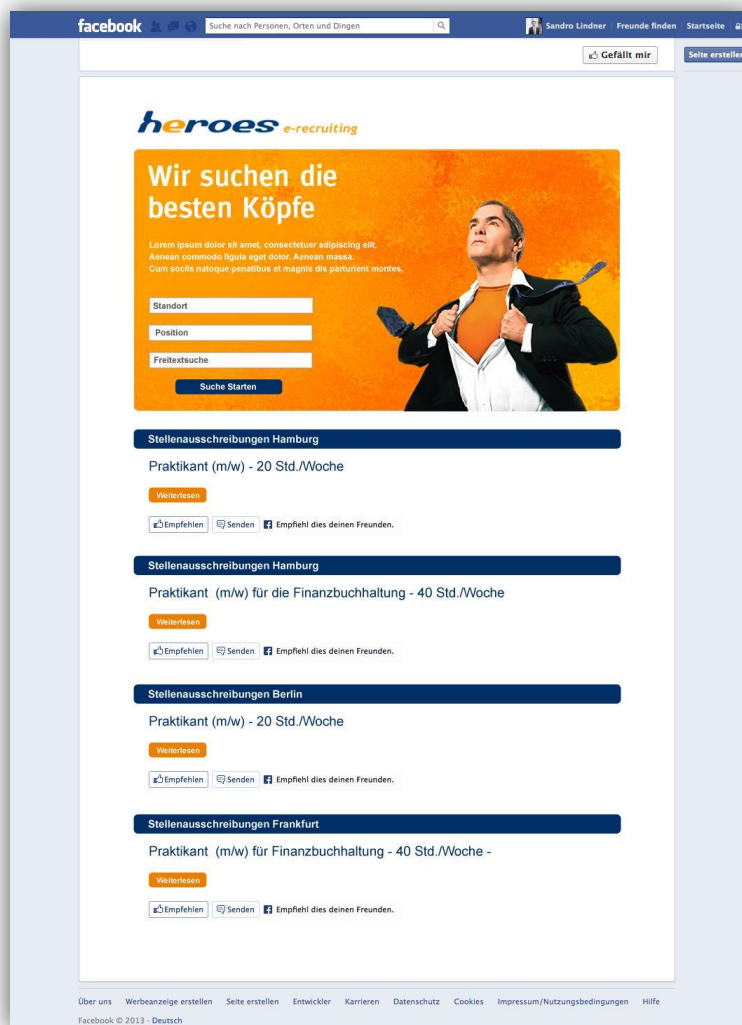 facebook
Suche nach Personen, Orten und Dingen
Sandro Lindner Freunde finden Startseite
Gefällt mir
Seite erstellen
heroes e-recruiting
Wir suchen die
besten Köpfe
Lorem ipsum dolor sit amet, consectetuer adipiscing elit.
Aenean commodo ligula eget dolor. Aenean massa.
Cum sociis natoque penatibus et magnis dis parturient montes,
Standort
Position
Freitextsuche
Suche Starten
Stellenausschreibungen Hamburg
Praktikant (m/w) - 20 Std./Woche
Weiterlesen
Empfehlen Senden Empfiehl dies deinen Freunden.
Stellenausschreibungen Hamburg
Praktikant (m/w) für die Finanzbuchhaltung - 40 Std./Woche
Weiterlesen
Empfehlen Senden Empfiehl dies deinen Freunden.
Stellenausschreibungen Berlin
Praktikant (m/w) - 20 Std./Woche
Weiterlesen
Empfehlen Senden Empfiehl dies deinen Freunden.
Stellenausschreibungen Frankfurt
Praktikant (m/w) für Finanzbuchhaltung - 40 Std./Woche -
Weiterlesen
Empfehlen Senden Empfiehl dies deinen Freunden.
Über uns Werbeanzeige erstellen Seite erstellen Entwickler Karrieren Datenschutz Cookies Impressum/Nutzungsbedingungen Hilfe
Facebook © 2013 - Deutsch